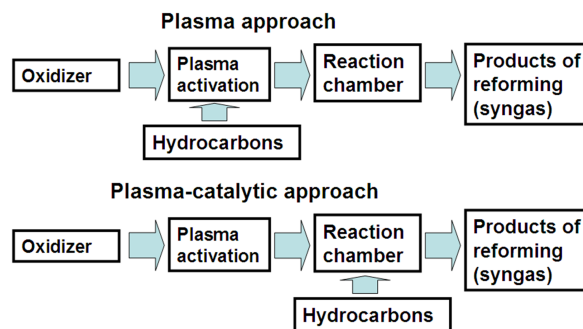 Plasma approach
Oxidizer
Plasma
activation
Reaction
chamber
Products of
reforming
(syngas)
Hydrocarbons
Plasma-catalytic approach
Oxidizer
Plasma
activation
Reaction
chamber
Products of
reforming
(syngas)
Hydrocarbons